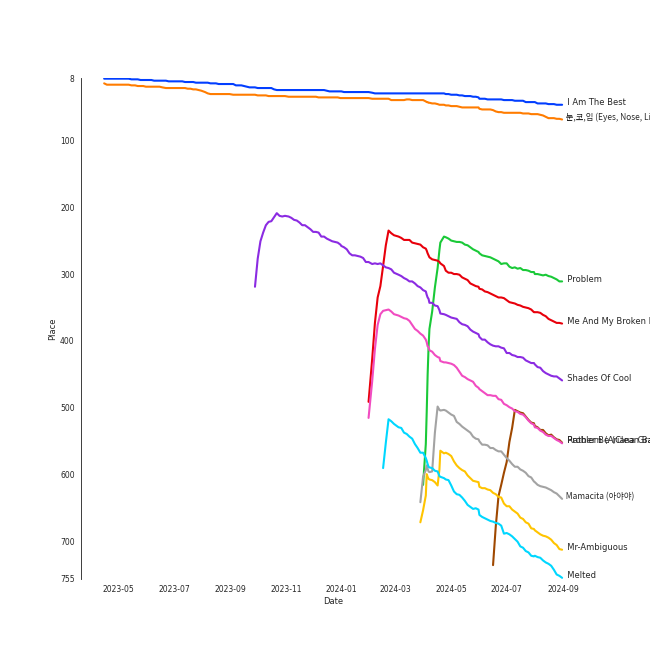 8
I Am The Best
눈,코,입 (Eyes, Nose, Li
100
200
300
Problem
Place
Me And My Broken
400
Shades Of Cool
500
600
Mamacita (아야야)
700
Mr-Ambiguous
755
Melted
2023-05
2023-07
2023-09
2023-11
2024-01
2024-03
2024-05
2024-07
2024-09
Date